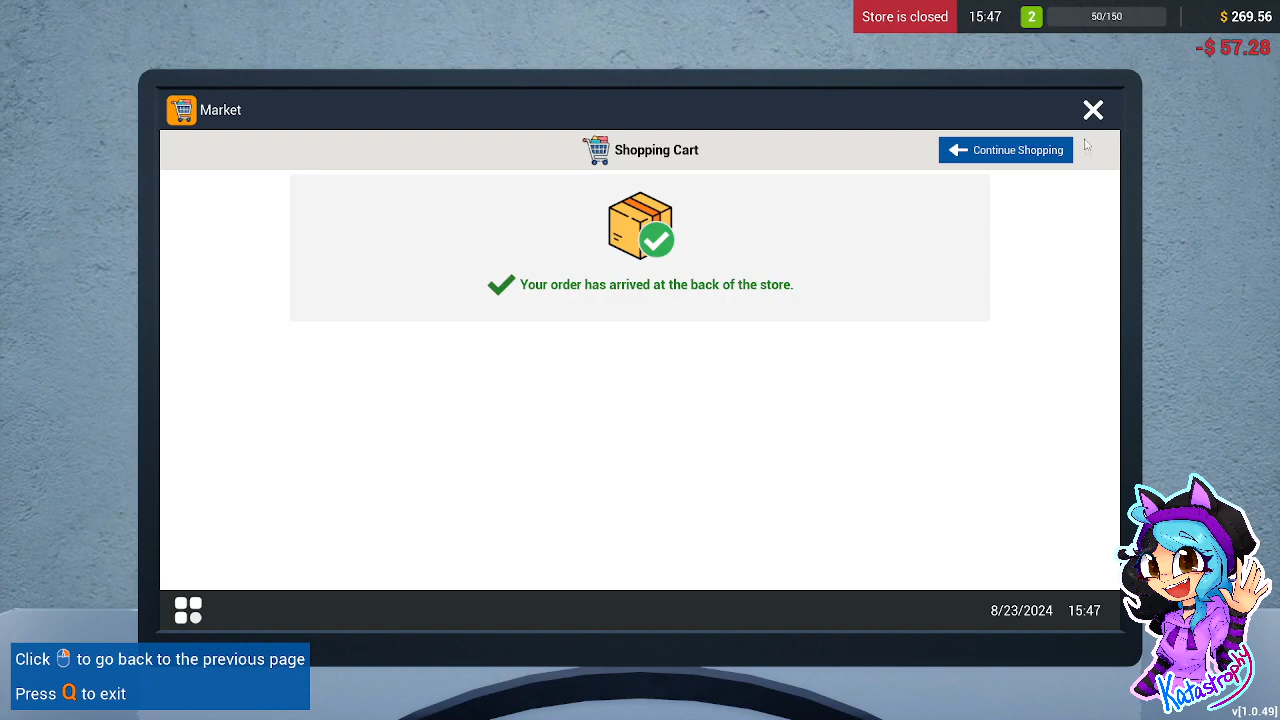 Store is closed 15:47 2 50/150 $ 269.56
-$ 57.28
Market
Shopping Cart
Continue Shopping
Your order has arrived at the back of the store.
8/23/2024 15:47
Click to go back to the previous page
Press Q to exit
Katastrophy
v[1.0.49]